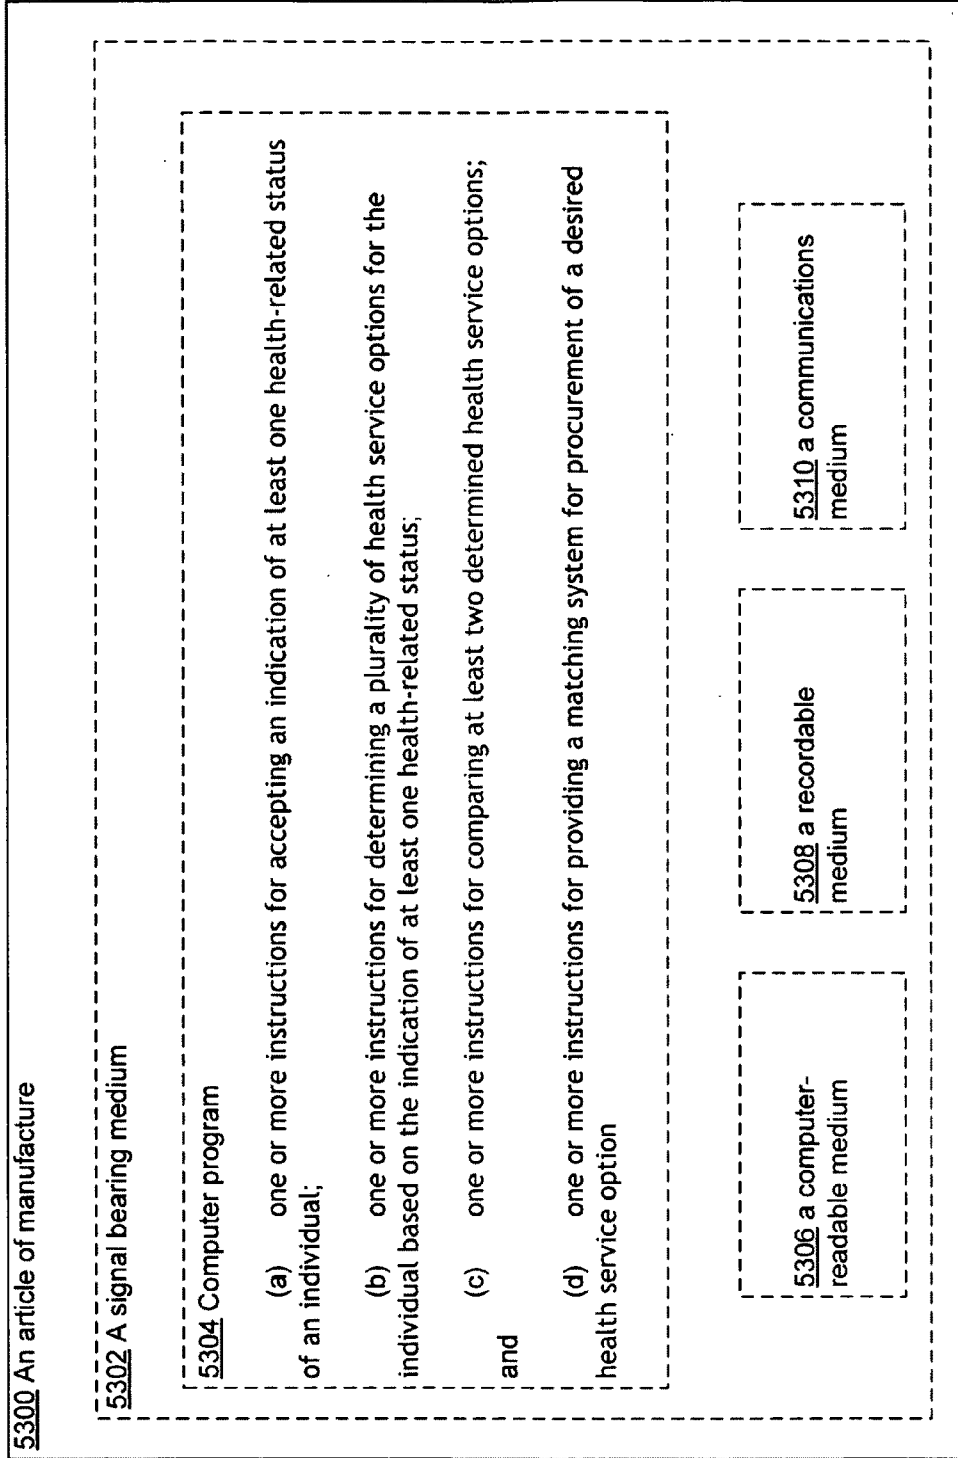 5300 An article of manufacture
5302 A signal bearing medium
5304 Computer program
(a) one or more instructions for accepting an indication of at least one health-related status
of an individual;
(b) one or more instructions for determining a plurality of health service options for the
individual based on the indication of at least one health-related status;
(c) one or more instructions for comparing at least two determined health service options;
and
(d) one or more instructions for providing a matching system for procurement of a desired
health service option
5306 a computer-
readable medium
5308 a recordable
medium
5310 a communications
medium